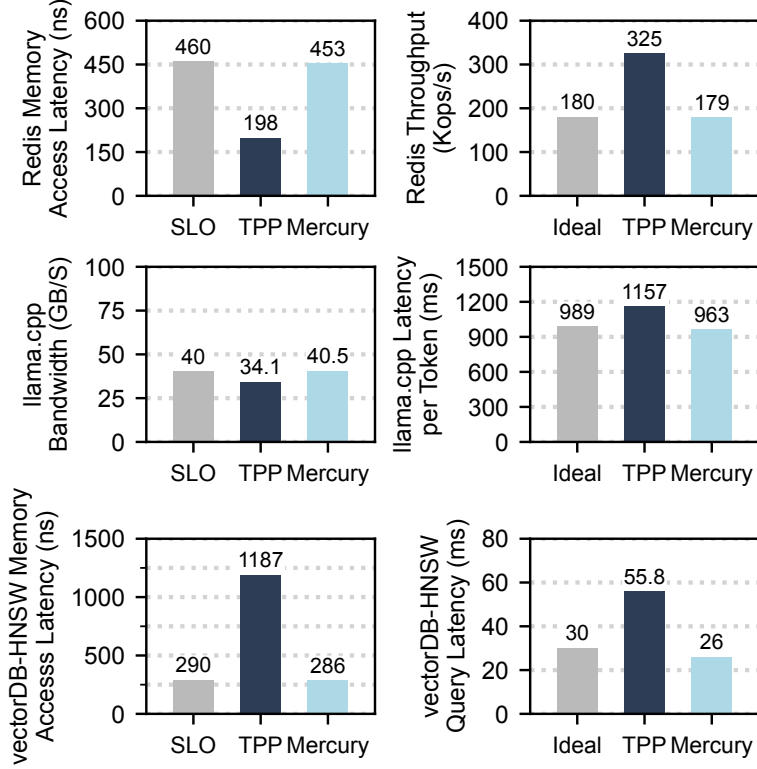 Redis Memory
Access Latency (ns)
600
450
300
150
0
460
198
453
SLO TPP Mercury
Redis Throughput
(Kops/s)
400
300
200
100
0
180
325
179
Ideal TPP Mercury
llama.cpp
Bandwidth (GB/S)
100
75
50
25
0
40
34.1
40.5
SLO TPP Mercury
llama.cpp Latency
per Token (ms)
1500
1200
900
600
300
0
989
1157
963
Ideal TPP Mercury
vectorDB-HNSW Memory
Accesss Latency (ns)
1500
1000
500
0
290
1187
286
SLO TPP Mercury
vectorDB-HNSW
Query Latency (ms)
80
60
40
20
0
30
55.8
26
Ideal TPP Mercury